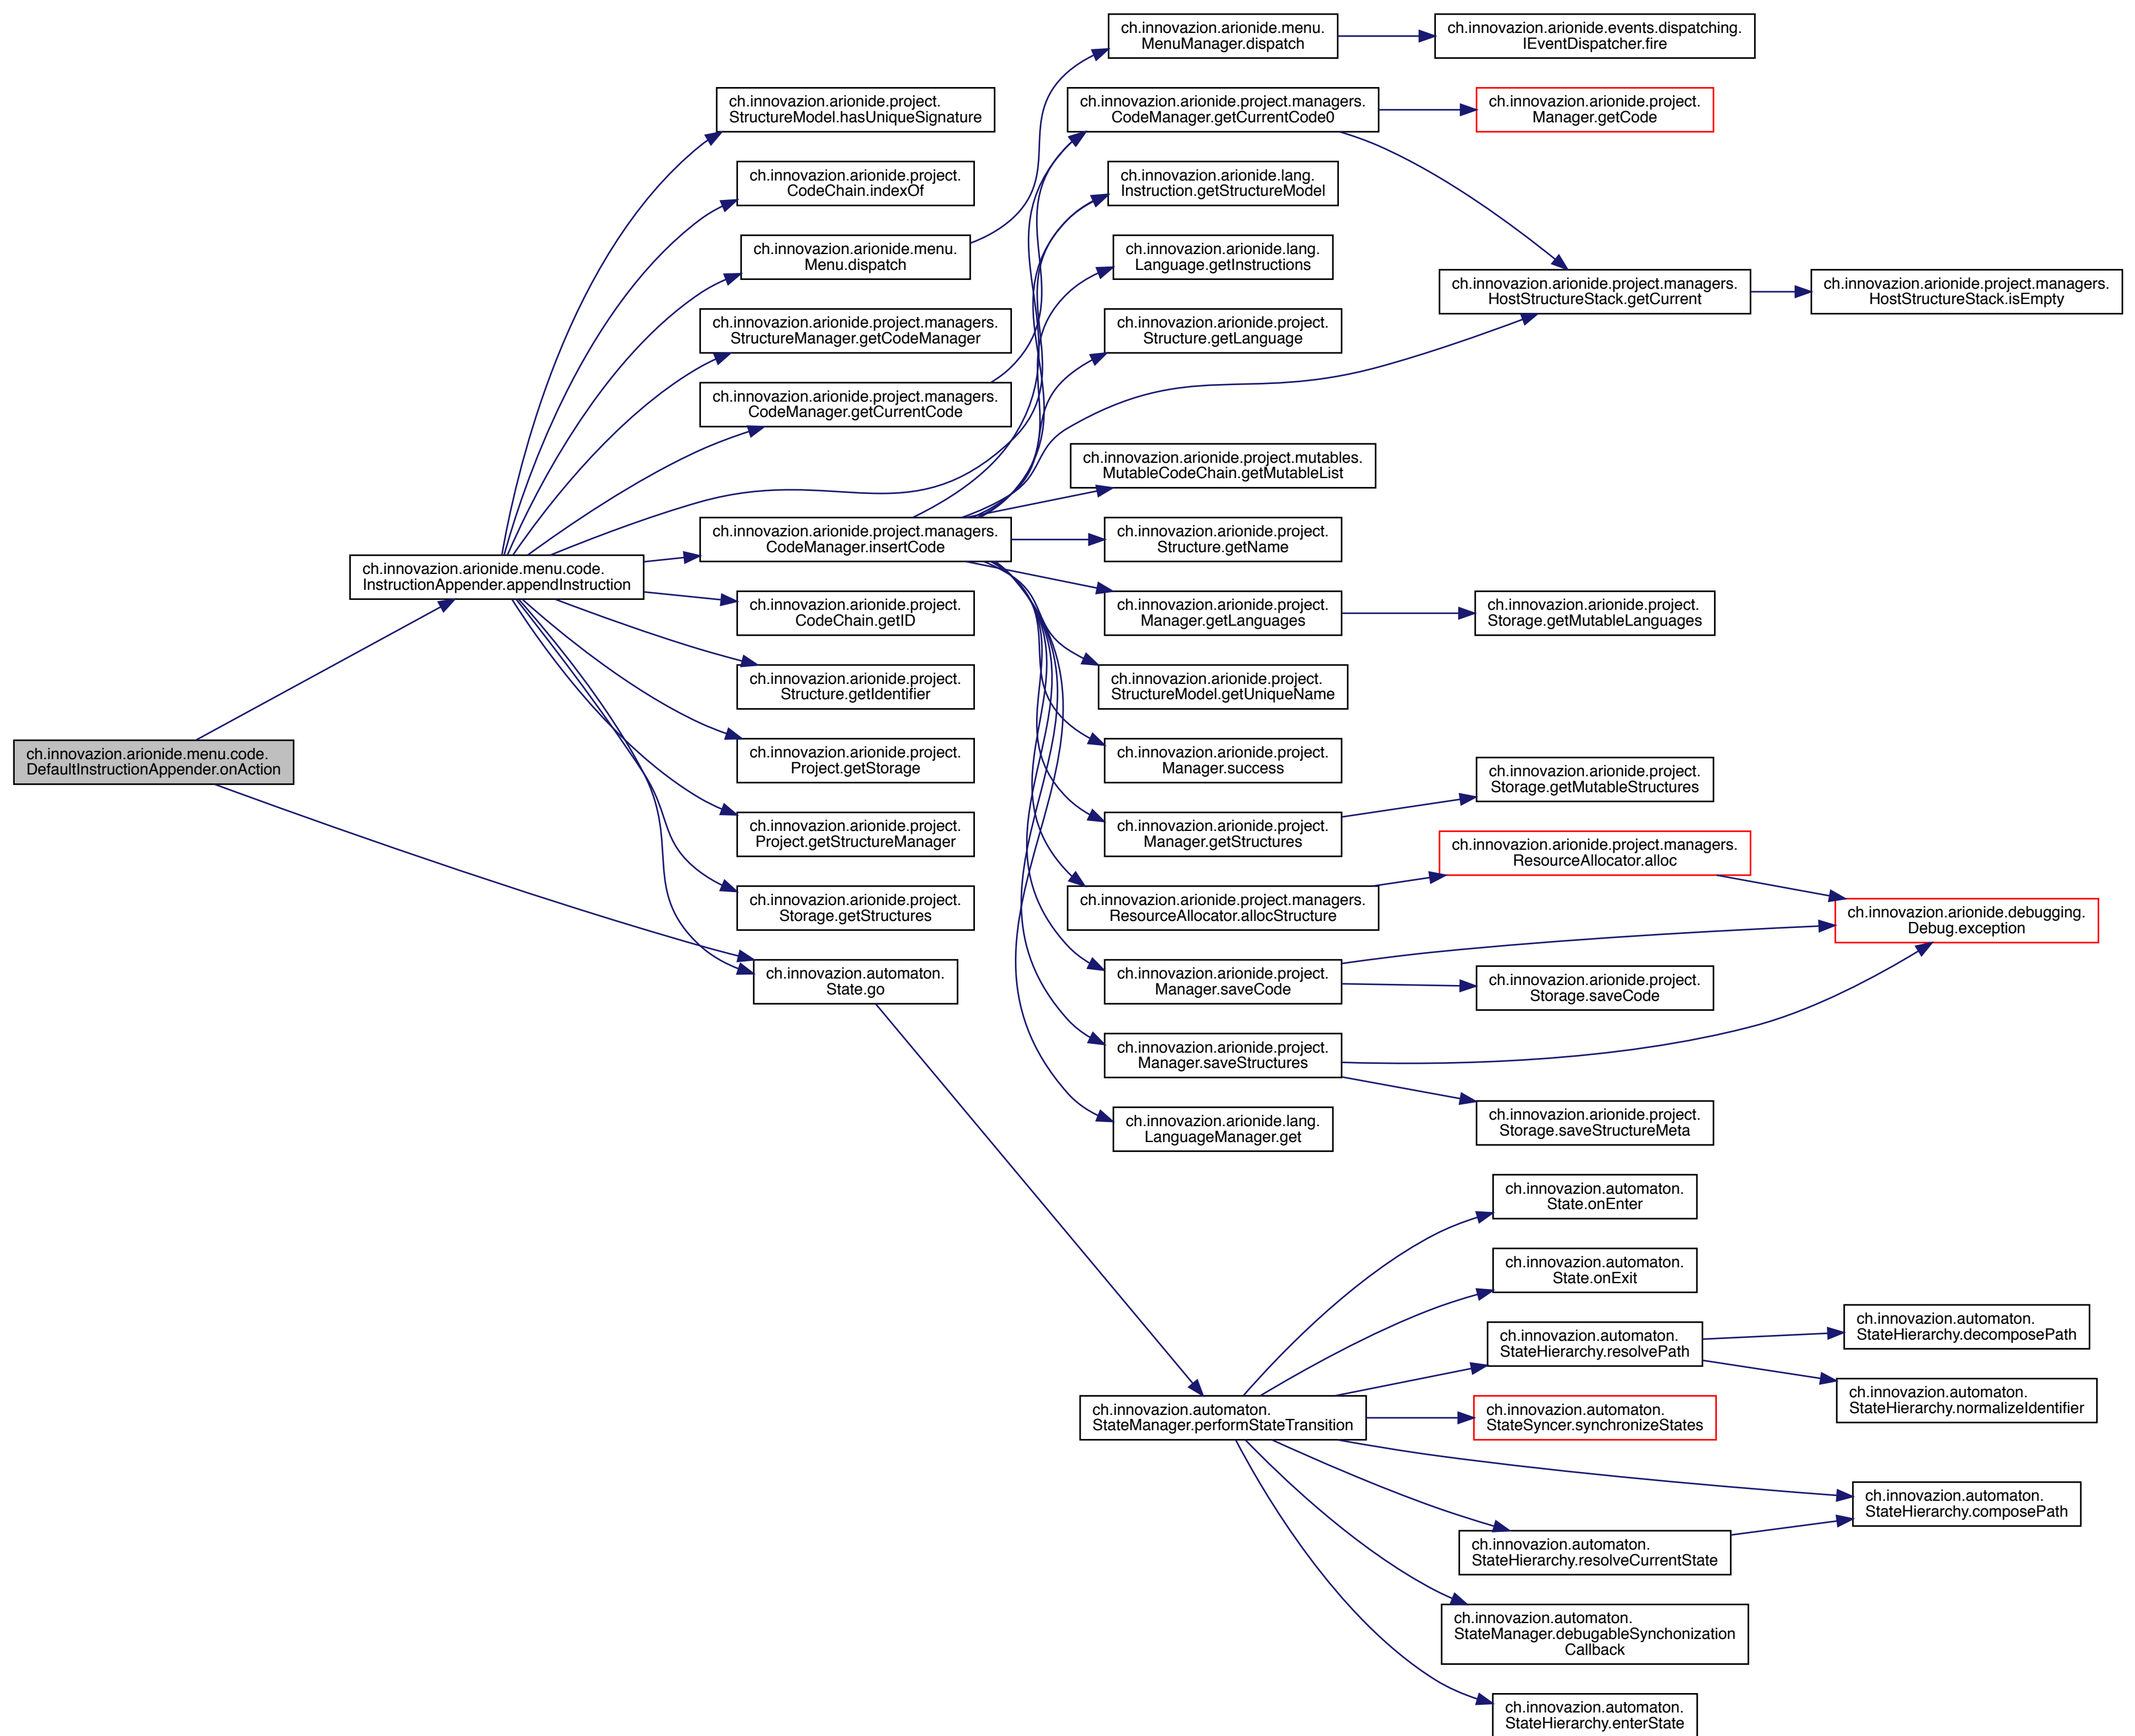 ch.innovazion.arionide.menu.code.
DefaultInstructionAppender.onAction
ch.innovazion.arionide.menu.code.
InstructionAppender.appendInstruction
ch.innovazion.arionide.project.
StructureModel.hasUniqueSignature
ch.innovazion.arionide.project.
CodeChain.indexOf
ch.innovazion.arionide.menu.
Menu.dispatch
ch.innovazion.arionide.project.managers.
StructureManager.getCodeManager
ch.innovazion.arionide.project.managers.
CodeManager.getCurrentCode
ch.innovazion.arionide.project.managers.
CodeManager.insertCode
ch.innovazion.arionide.project.
CodeChain.getID
ch.innovazion.arionide.project.
Structure.getIdentifier
ch.innovazion.arionide.project.
Project.getStorage
ch.innovazion.arionide.project.
Project.getStructureManager
ch.innovazion.arionide.project.
Storage.getStructures
ch.innovazion.automaton.
State.go
ch.innovazion.arionide.menu.
MenuManager.dispatch
ch.innovazion.arionide.project.managers.
CodeManager.getCurrentCode0
ch.innovazion.arionide.lang.
Instruction.getStructureModel
ch.innovazion.arionide.lang.
Language.getInstructions
ch.innovazion.arionide.project.
Structure.getLanguage
ch.innovazion.arionide.project.mutables.
MutableCodeChain.getMutableList
ch.innovazion.arionide.project.
Structure.getName
ch.innovazion.arionide.project.
Manager.getLanguages
ch.innovazion.arionide.project.
StructureModel.getUniqueName
ch.innovazion.arionide.project.
Manager.success
ch.innovazion.arionide.project.
Manager.getStructures
ch.innovazion.arionide.project.managers.
ResourceAllocator.allocStructure
ch.innovazion.arionide.project.
Manager.saveCode
ch.innovazion.arionide.project.
Manager.saveStructures
ch.innovazion.arionide.lang.
LanguageManager.get
ch.innovazion.automaton.
StateManager.performStateTransition
ch.innovazion.arionide.events.dispatching.
IEventDispatcher.fire
ch.innovazion.arionide.project.
Manager.getCode
ch.innovazion.arionide.project.managers.
HostStructureStack.getCurrent
ch.innovazion.arionide.project.
Storage.getMutableLanguages
ch.innovazion.arionide.project.
Storage.getMutableStructures
ch.innovazion.arionide.project.managers.
ResourceAllocator.alloc
ch.innovazion.arionide.project.
Storage.saveCode
ch.innovazion.arionide.project.
Storage.saveStructureMeta
ch.innovazion.automaton.
State.onEnter
ch.innovazion.automaton.
State.onExit
ch.innovazion.automaton.
StateHierarchy.resolvePath
ch.innovazion.automaton.
StateSyncer.synchronizeStates
ch.innovazion.automaton.
StateHierarchy.resolveCurrentState
ch.innovazion.automaton.
StateManager.debugableSynchonization
Callback
ch.innovazion.automaton.
StateHierarchy.enterState
ch.innovazion.arionide.project.managers.
HostStructureStack.isEmpty
ch.innovazion.arionide.debugging.
Debug.exception
ch.innovazion.automaton.
StateHierarchy.decomposePath
ch.innovazion.automaton.
StateHierarchy.normalizeIdentifier
ch.innovazion.automaton.
StateHierarchy.composePath